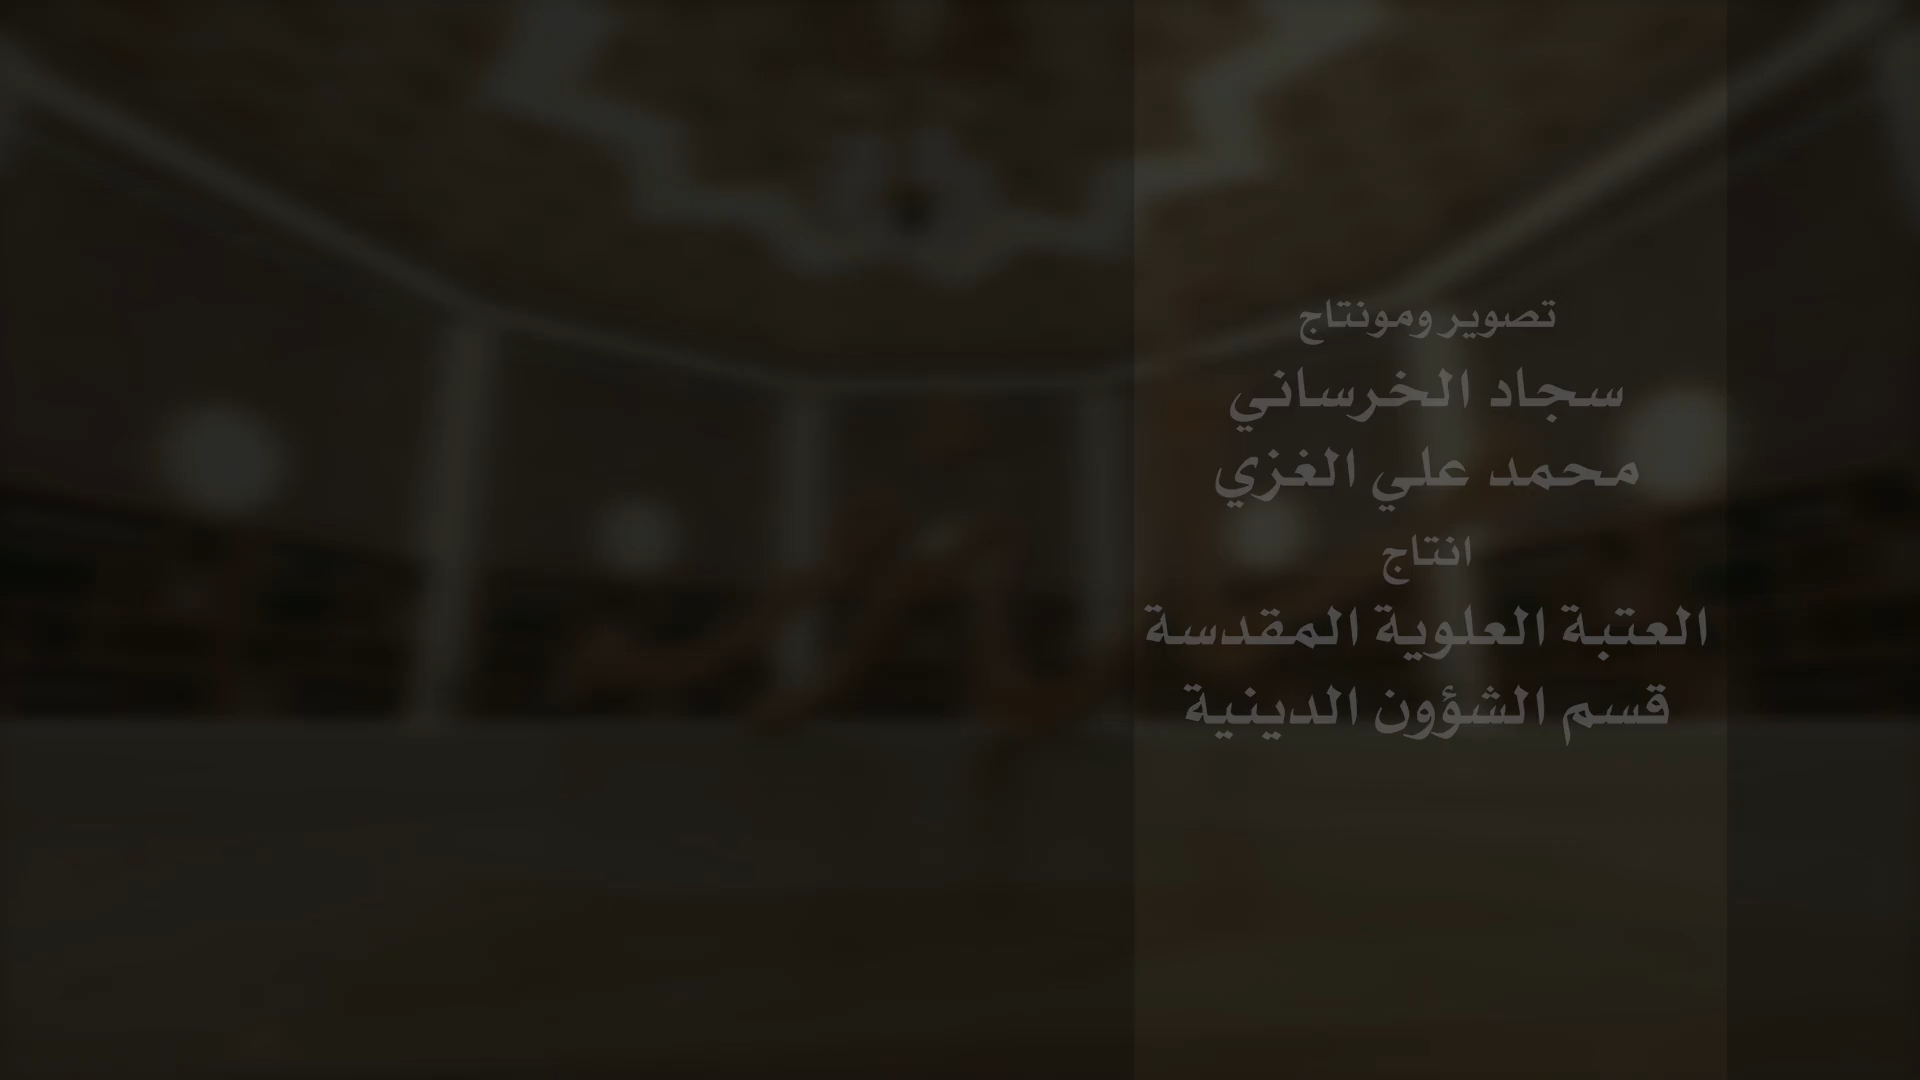 تصوير ومونتاج
سجاد الخرساني
محمد علي الغزي
انتاج
العتبة العلوية المقدسة
قسم الشؤون الدينية